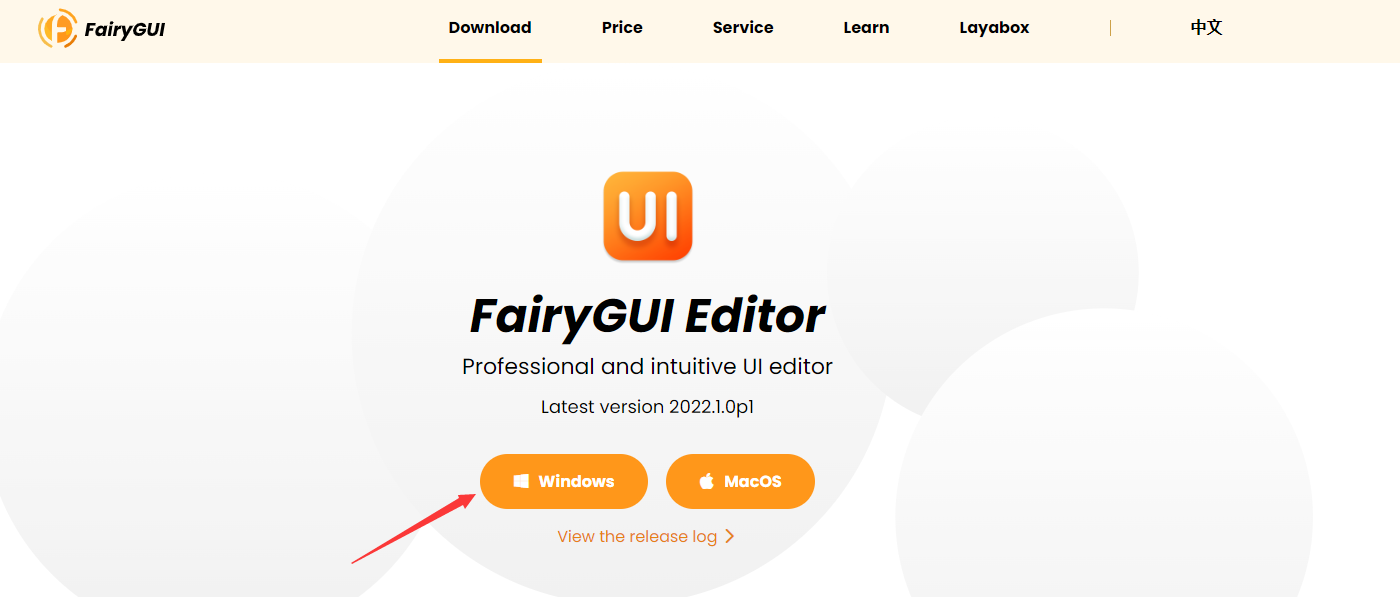 FairyGUI
Download Price Service Learn Layabox 中文
UI
FairyGUI Editor
Professional and intuitive UI editor
Latest version 2022.1.0p1
Windows MacOS
View the release log